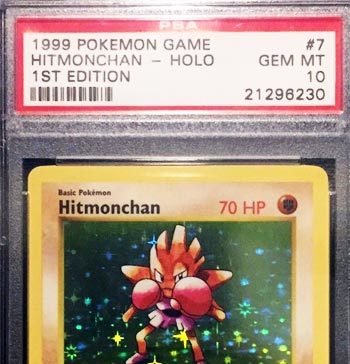 PSA
1999 POKEMON GAME #7
HITMONCHAN - HOLO GEM MT
1ST EDITION 10
21296230
Basic Pokémon
Hitmonchan 70 HP